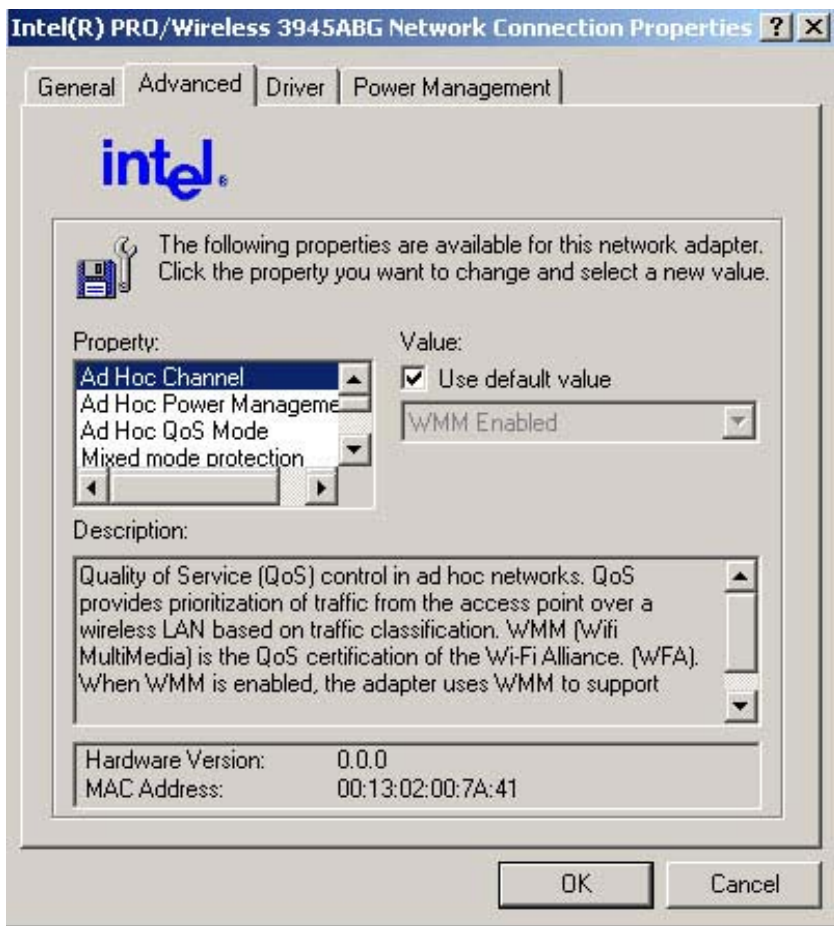 Intel(R) PRO/Wireless 3945ABG Network Connection Properties
General Advanced Driver Power Management
intel.
The following properties are available for this network adapter.
Click the property you want to change and select a new value.
Property:
Ad Hoc Channel
Ad Hoc Power Manageme
Ad Hoc QoS Mode
Mixed mode protection
Value:
Use default value
WMM Enabled
Description:
Quality of Service (QoS) control in ad hoc networks. QoS
provides prioritization of traffic from the access point over a
wireless LAN based on traffic classification. WMM (Wifi
MultiMedia) is the QoS certification of the Wi-Fi Alliance. (WFA).
When WMM is enabled, the adapter uses WMM to support
Hardware Version: 0.0.0
MAC Address: 00:13:02:00:7A:41
OK Cancel